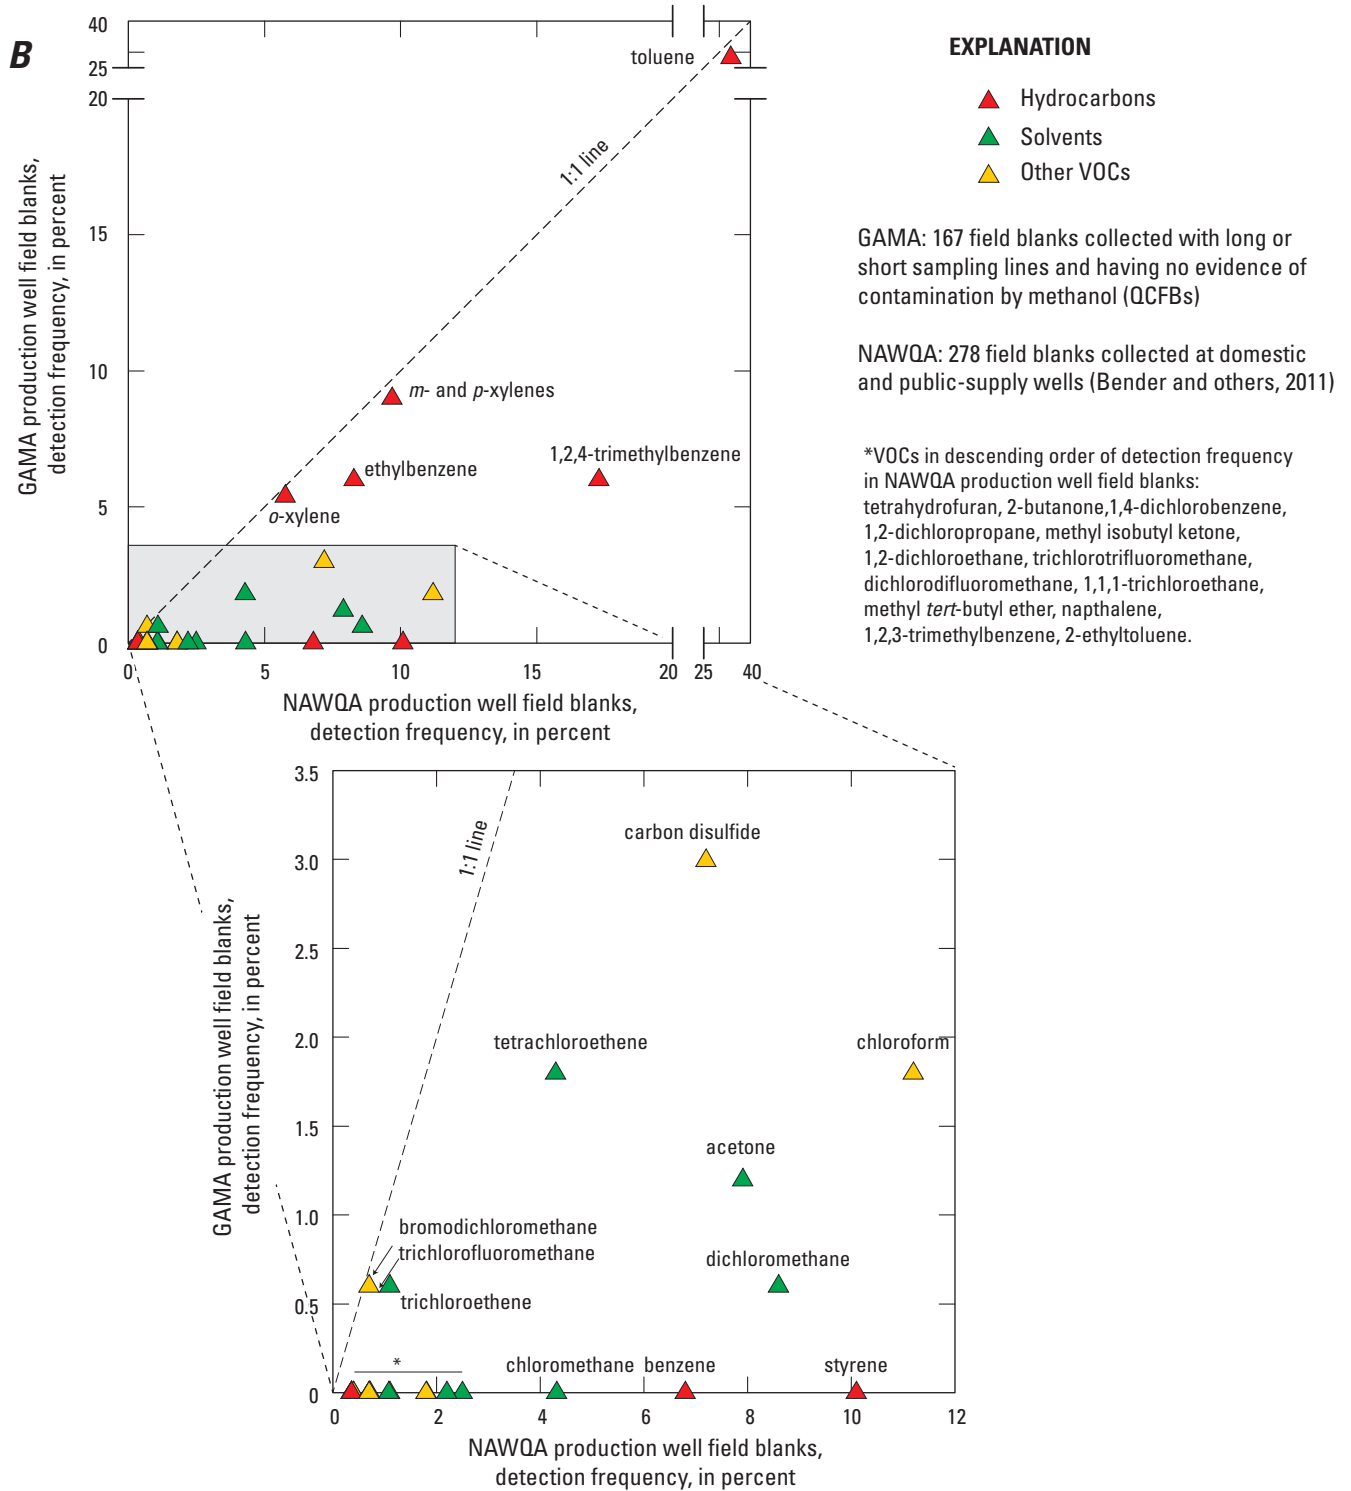 B
40
25
20
15
10
5
0
GAMA production well field blanks,
detection frequency, in percent
toluene
1:1 line
m- and p-xylenes
ethylbenzene
1,2,4-trimethylbenzene
o-xylene
0
5
10
15
20
25
40
NAWQA production well field blanks,
detection frequency, in percent
EXPLANATION
Hydrocarbons
Solvents
Other VOCs
GAMA: 167 field blanks collected with long or
short sampling lines and having no evidence of
contamination by methanol (QCFBs)
NAWQA: 278 field blanks collected at domestic
and public-supply wells (Bender and others, 2011)
*VOCs in descending order of detection frequency
in NAWQA production well field blanks:
tetrahydrofuran, 2-butanone,1,4-dichlorobenzene,
1,2-dichloropropane, methyl isobutyl ketone,
1,2-dichloroethane, trichlorotrifluoromethane,
dichlorodifluoromethane, 1,1,1-trichloroethane,
methyl tert-butyl ether, napthalene,
1,2,3-trimethylbenzene, 2-ethyltoluene.
3.5
3.0
2.5
2.0
1.5
1.0
0.5
0
GAMA production well field blanks,
detection frequency, in percent
1:1 line
carbon disulfide
tetrachloroethene
chloroform
acetone
bromodichloromethane
trichlorofluoromethane
dichloromethane
trichloroethene
*
chloromethane
benzene
styrene
0
2
4
6
8
10
12
NAWQA production well field blanks,
detection frequency, in percent